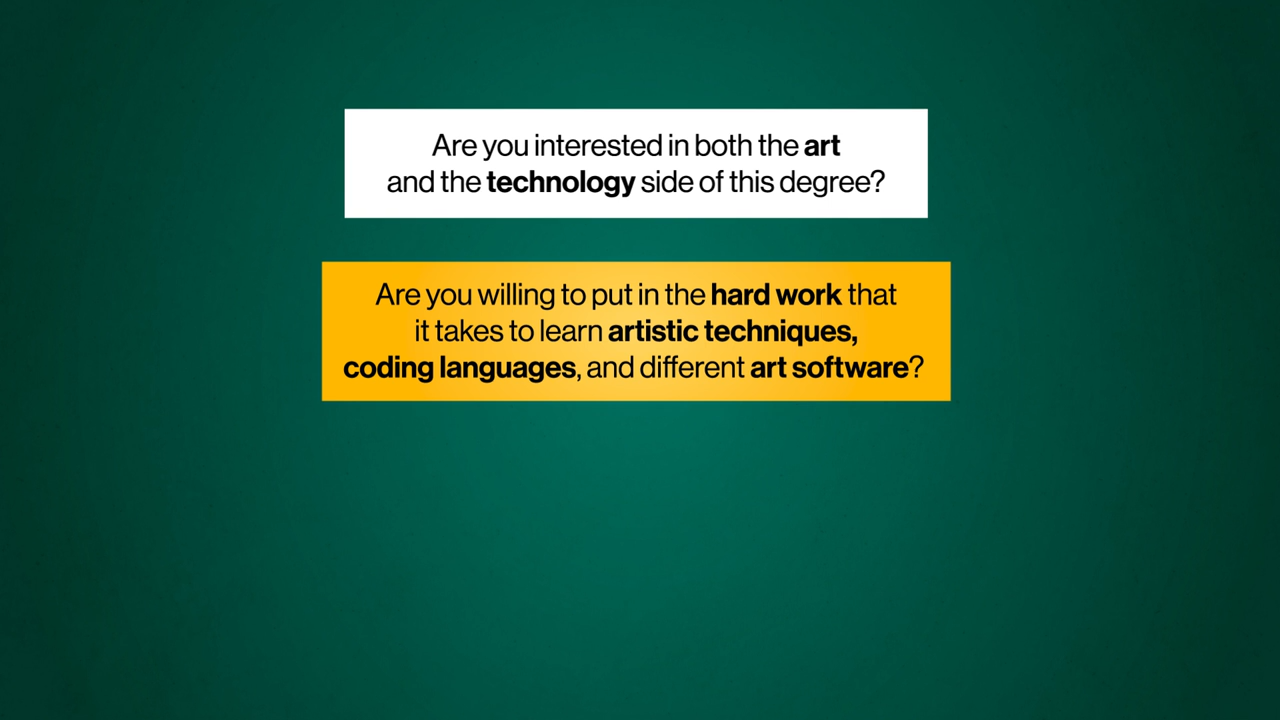 Are you interested in both the art
and the technology side of this degree?
Are you willing to put in the hard work that
it takes to learn artistic techniques,
coding languages, and different art software?